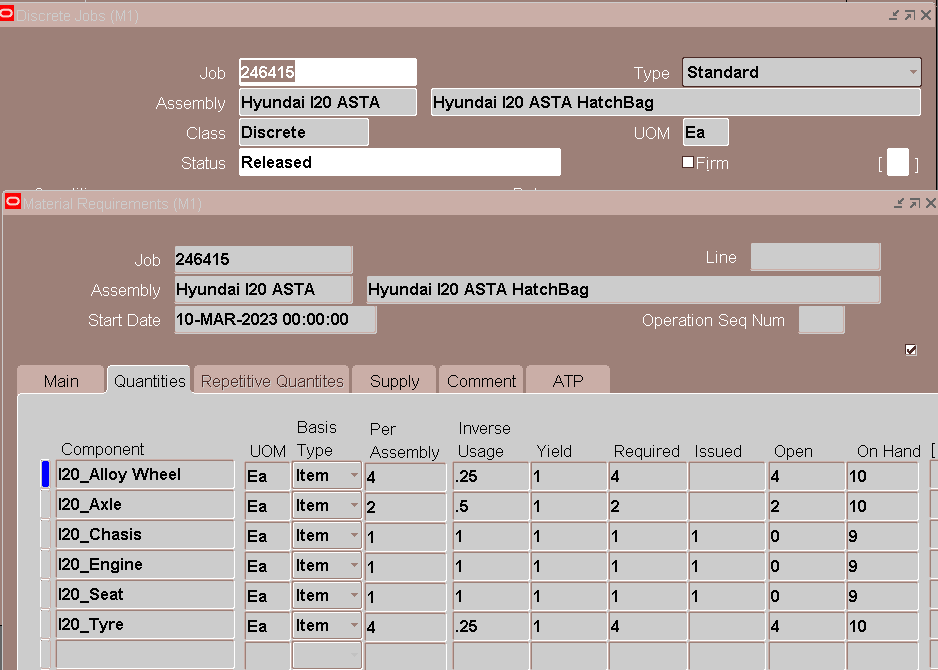 Discrete Jobs (M1)
Job 246415 Type Standard
Assembly Hyundai I20 ASTA Hyundai I20 ASTA HatchBag
Class Discrete UOM Ea
Status Released Firm [ ]
Material Requirements (M1)
Job 246415 Line
Assembly Hyundai I20 ASTA Hyundai I20 ASTA HatchBag
Start Date 10-MAR-2023 00:00:00 Operation Seq Num
Main Quantities Repetitive Quantites Supply Comment ATP
Basis Per Inverse
Component UOM Type Assembly Usage Yield Required Issued Open On Hand [
I20_Alloy Wheel Ea Item 4 .25 1 4 4 10
I20_Axle Ea Item 2 .5 1 2 2 10
I20_Chasis Ea Item 1 1 1 1 1 0 9
I20_Engine Ea Item 1 1 1 1 1 0 9
I20_Seat Ea Item 1 1 1 1 1 0 9
I20_Tyre Ea Item 4 .25 1 4 4 10